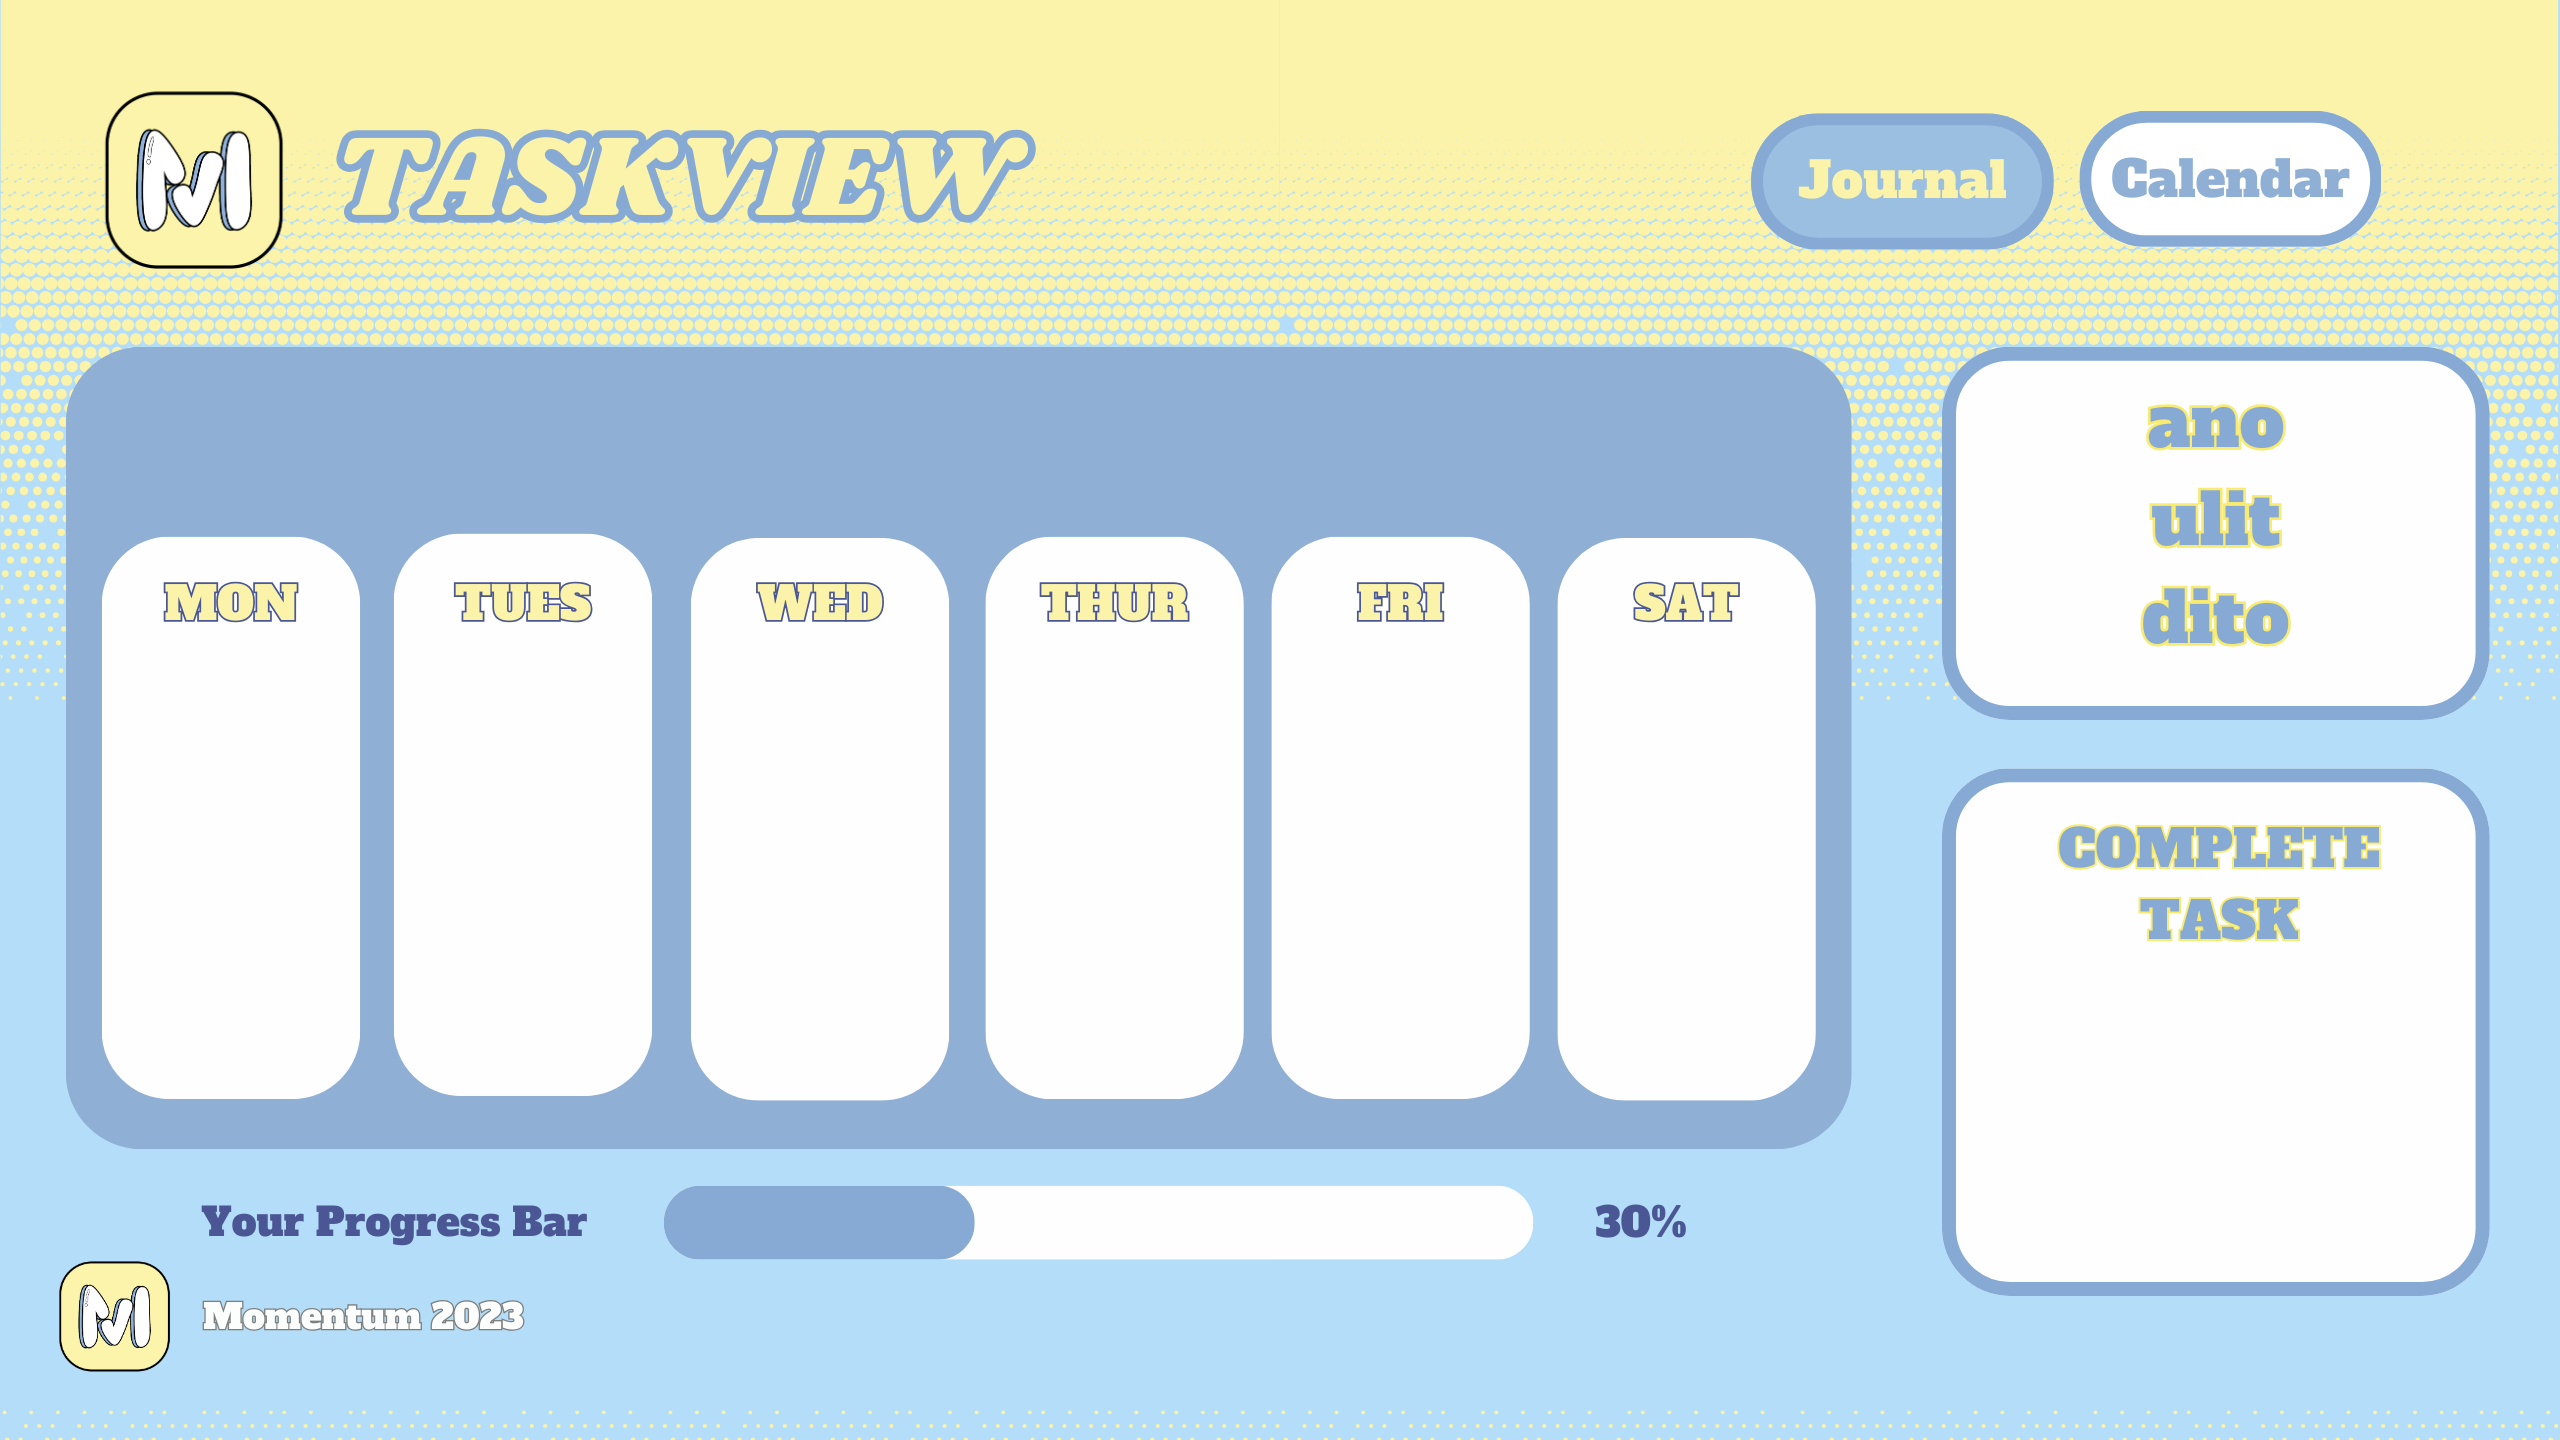 M
TASKVIEW
Journal
Calendar
MON
TUES
WED
THUR
FRI
SAT
ano
ulit
dito
COMPLETE
TASK
Your Progress Bar
30%
M
Momentum 2023